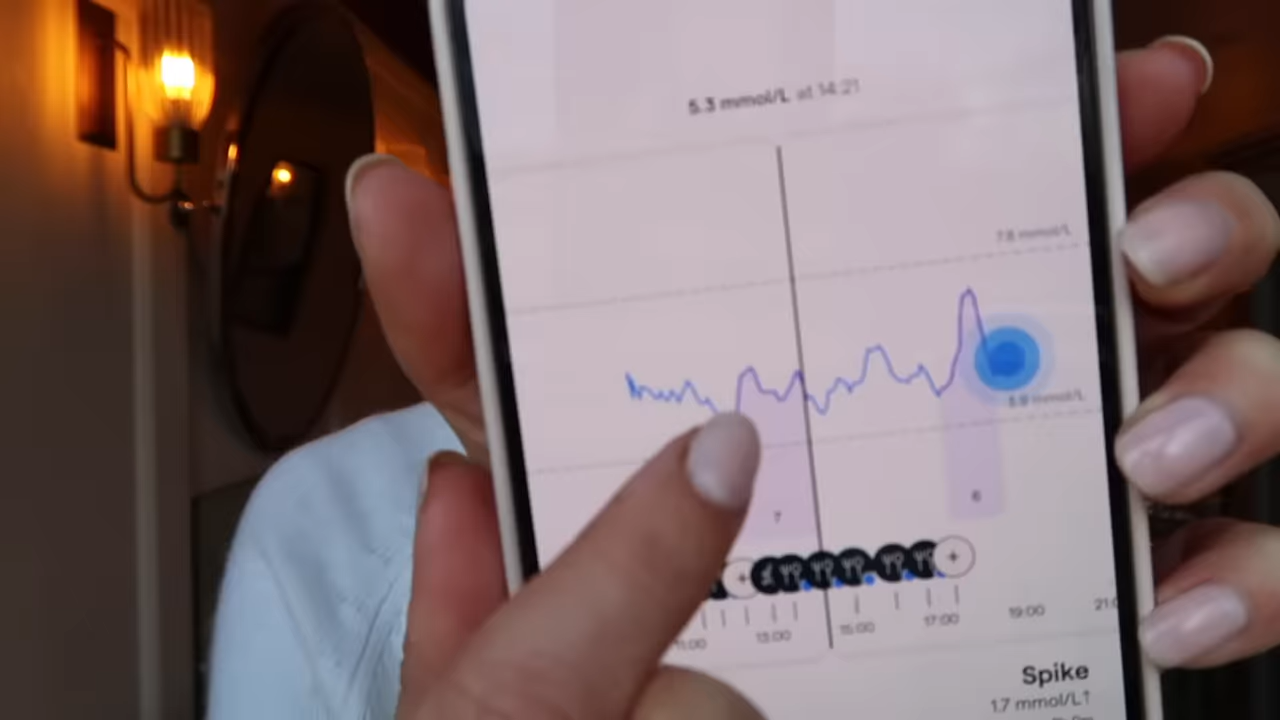 5.3 mmol/L at 14:21
7.8 mmol/L
3.9 mmol/L
6
7
13:00
15:00
17:00
19:00
Spike
1.7 mmol/L↑